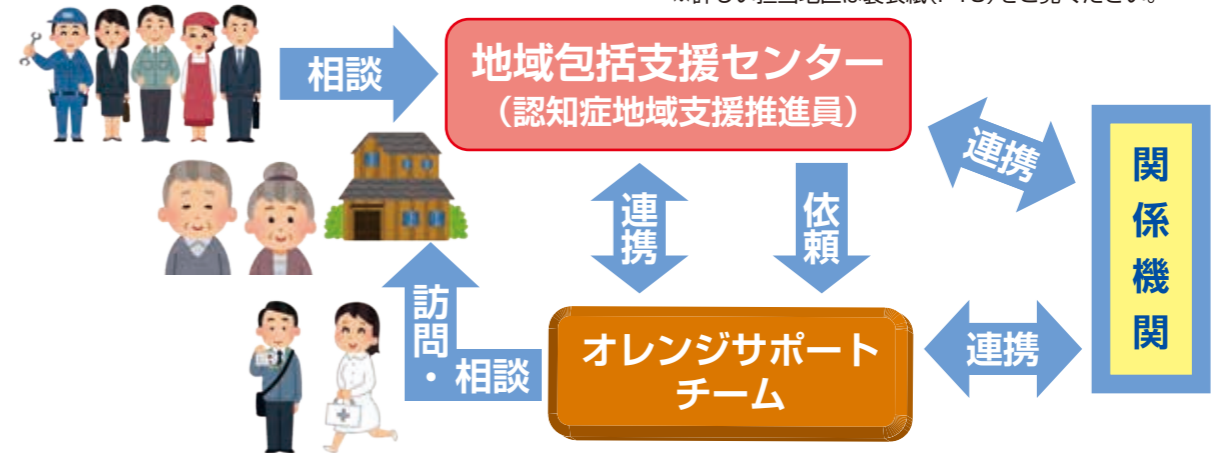 相談
地域包括支援センター
（認知症地域支援推進員）
連携
依頼
連携
関係機関
訪問・相談
オレンジサポート
チーム
連携